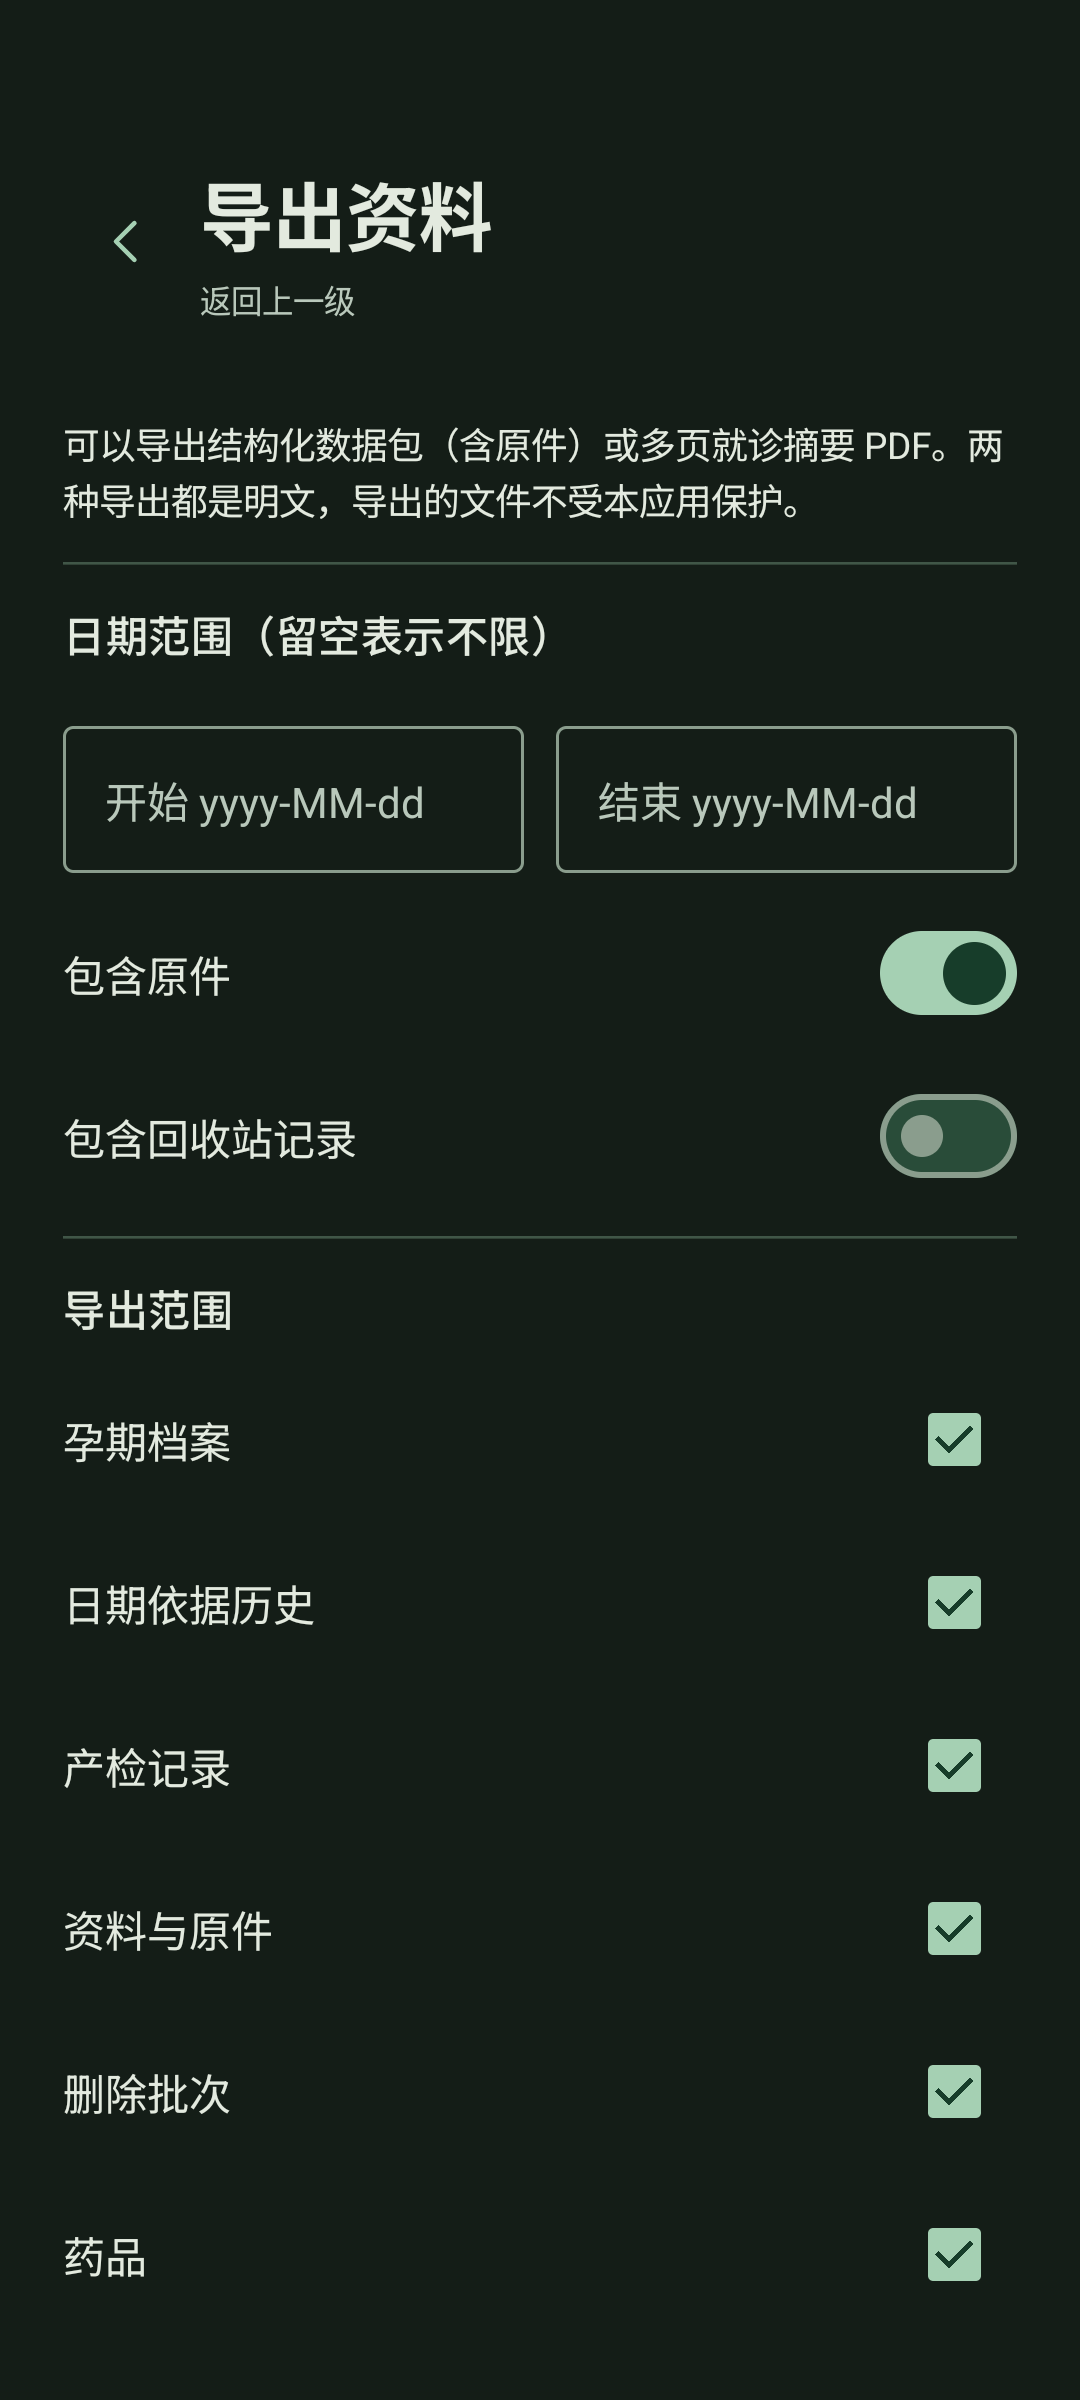 导出资料
返回上一级
可以导出结构化数据包（含原件）或多页就诊摘要 PDF。两
种导出都是明文，导出的文件不受本应用保护。
日期范围（留空表示不限）
开始 yyyy-MM-dd
结束 yyyy-MM-dd
包含原件
包含回收站记录
导出范围
孕期档案
日期依据历史
产检记录
资料与原件
删除批次
药品